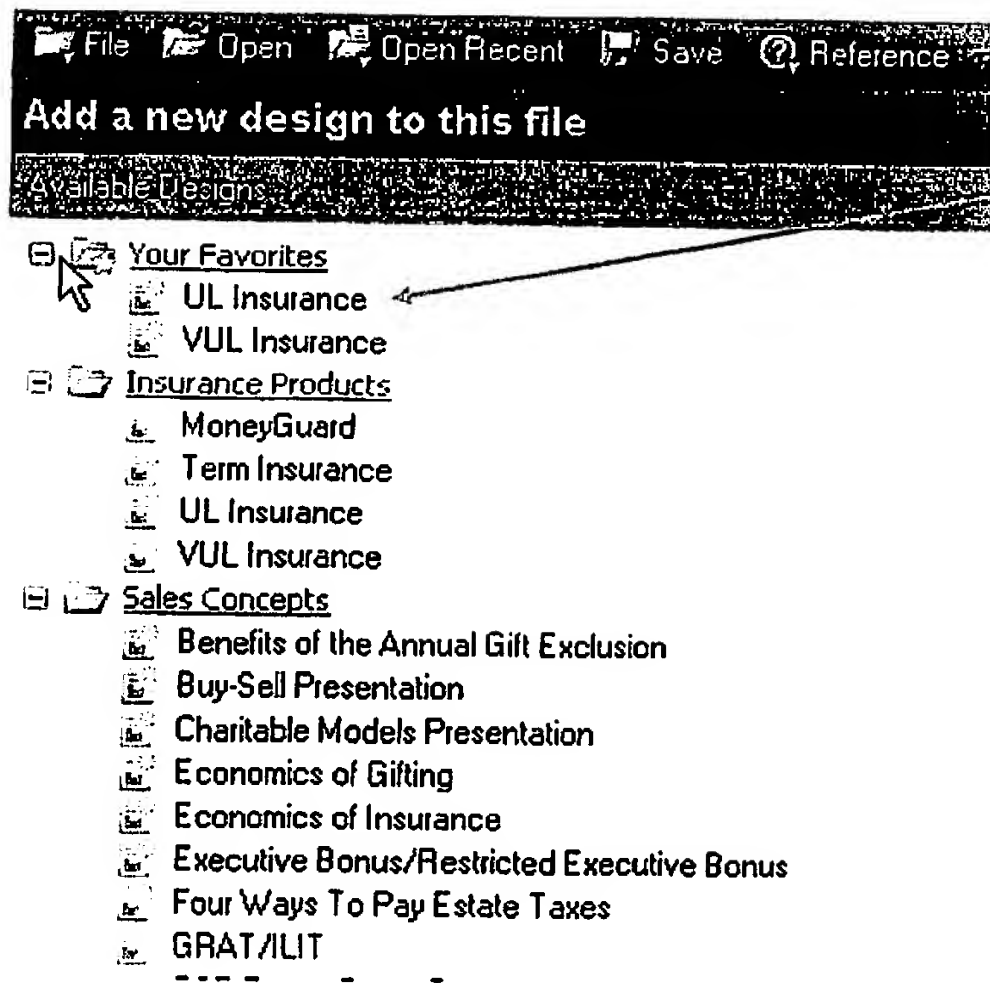 File Open Open Recent Save Reference
Add a new design to this file
Available Designs
Your Favorites
UL Insurance
VUL Insurance
Insurance Products
MoneyGuard
Term Insurance
UL Insurance
VUL Insurance
Sales Concepts
Benefits of the Annual Gift Exclusion
Buy-Sell Presentation
Charitable Models Presentation
Economics of Gifting
Economics of Insurance
Executive Bonus/Restricted Executive Bonus
Four Ways To Pay Estate Taxes
GRAT/ILIT